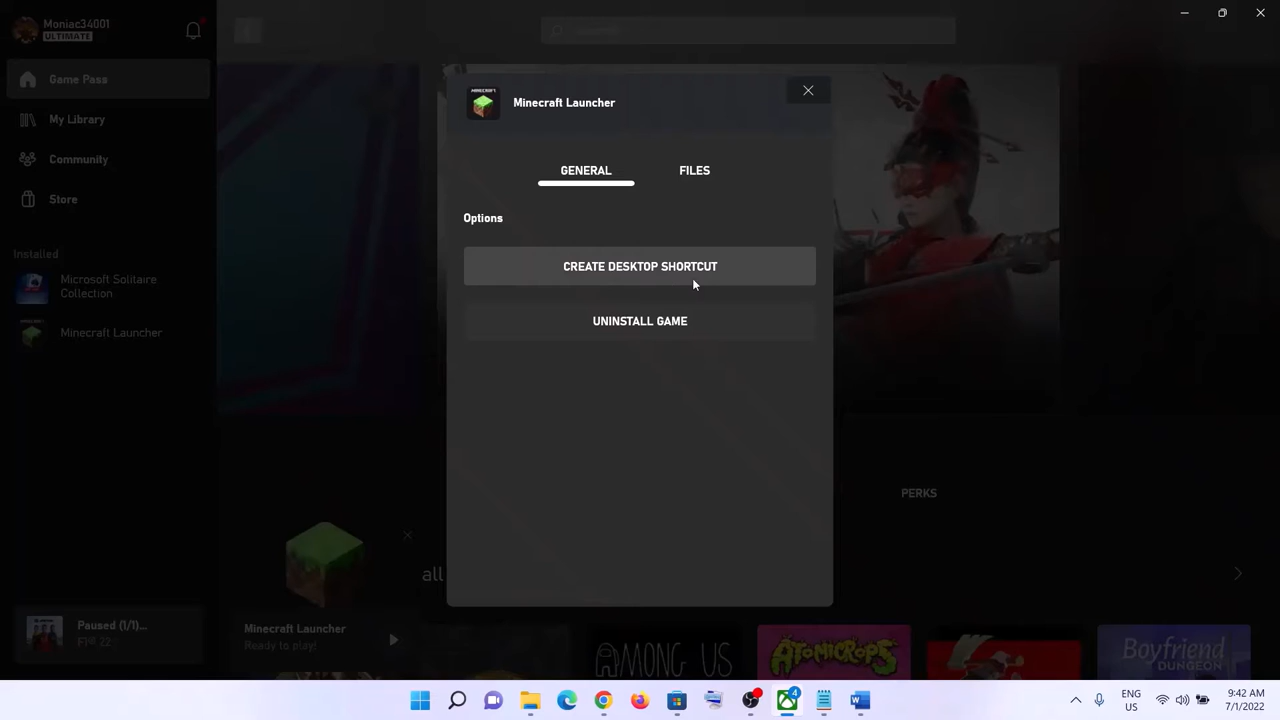 Moniac34001
ULTIMATE
Game Pass
My Library
Community
Store
Installed
Microsoft Solitaire
Collection
Minecraft Launcher
Paused (1/1)...
MINECRAFT
Minecraft Launcher
GENERAL
FILES
Options
CREATE DESKTOP SHORTCUT
UNINSTALL GAME
PERKS
all
Minecraft Launcher
Ready to play!
AMONG US
ATOMICROPS
Boyfriend
DUNGEON
4
ENG
US
9:42 AM
7/1/2022